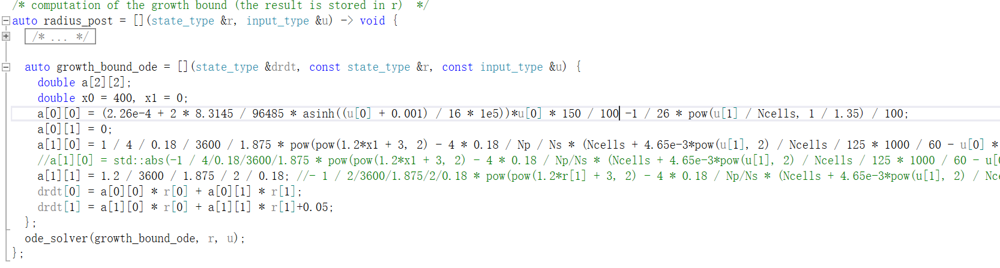 /* computation of the growth bound (the result is stored in r)  */
auto radius_post = [](state_type &r, input_type &u) -> void {
/* ... */
auto growth_bound_ode = [](state_type &drdt, const state_type &r, const input_type &u) {
double a[2][2];
double x0 = 400, x1 = 0;
a[0][0] = (2.26e-4 + 2 * 8.3145 / 96485 * asinh((u[0] + 0.001) / 16 * 1e5))*u[0] * 150 / 100 -1 / 26 * pow(u[1] / Ncells, 1 / 1.35) / 100;
a[0][1] = 0;
a[1][0] = 1 / 4 / 0.18 / 3600 / 1.875 * pow(pow(1.2*x1 + 3, 2) - 4 * 0.18 / Np / Ns * (Ncells + 4.65e-3*pow(u[1], 2) / Ncells / 125 * 1000 / 60 - u[0] *
//a[1][0] = std::abs(-1 / 4/0.18/3600/1.875 * pow(pow(1.2*x1 + 3, 2) - 4 * 0.18 / Np/Ns * (Ncells + 4.65e-3*pow(u[1], 2) / Ncells / 125 * 1000 / 60 - u[
a[1][1] = 1.2 / 3600 / 1.875 / 2 / 0.18; //- 1 / 2/3600/1.875/2/0.18 * pow(pow(1.2*r[1] + 3, 2) - 4 * 0.18 / Np/Ns * (Ncells + 4.65e-3*pow(u[1], 2) / Nc
drdt[0] = a[0][0] * r[0] + a[0][1] * r[1];
drdt[1] = a[1][0] * r[0] + a[1][1] * r[1]+0.05;
};
ode_solver(growth_bound_ode, r, u);
};